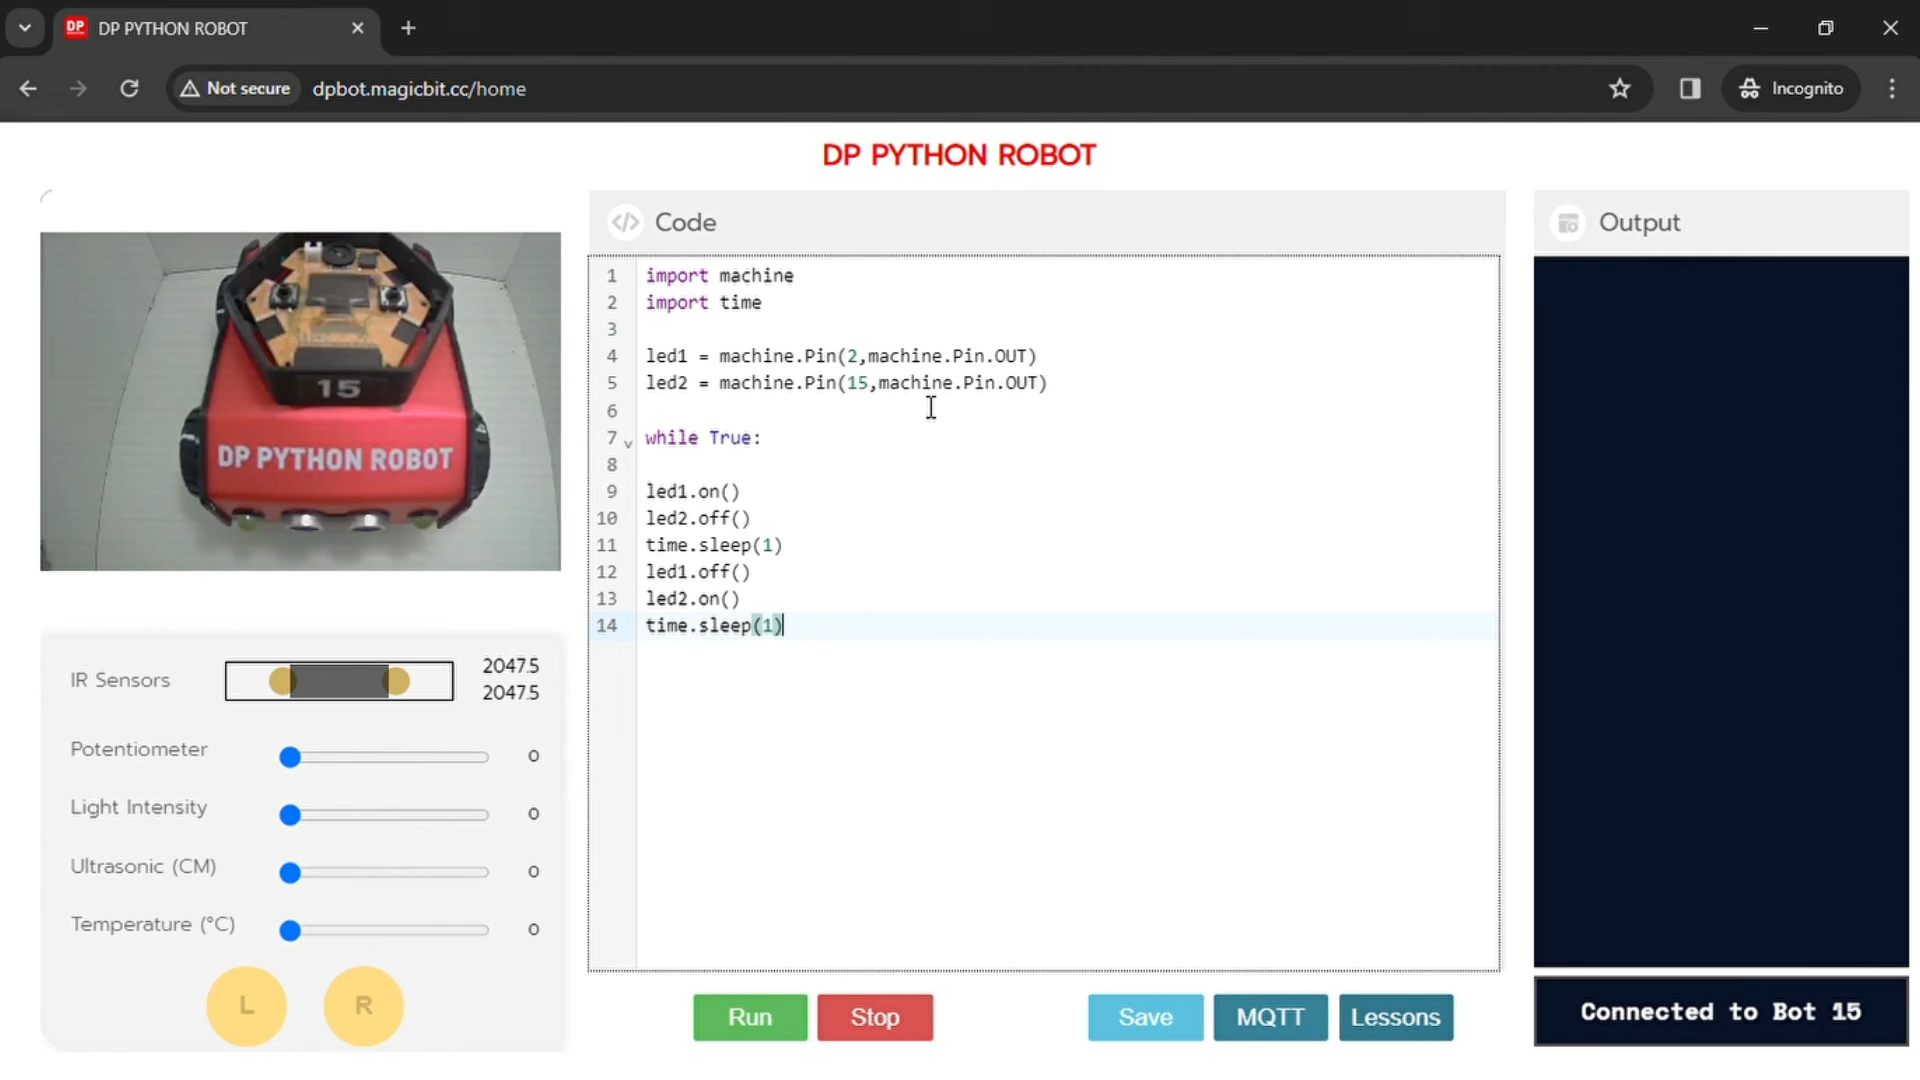 DP DP PYTHON ROBOT
Not secure dpbot.magicbit.cc/home Incognito
DP PYTHON ROBOT
15
DP PYTHON ROBOT
IR Sensors 2047.5
2047.5
Potentiometer 0
Light Intensity 0
Ultrasonic (CM) 0
Temperature (°C) 0
L R
</> Code
1 import machine
2 import time
3
4 led1 = machine.Pin(2,machine.Pin.OUT)
5 led2 = machine.Pin(15,machine.Pin.OUT)
6
7 while True:
8
9 led1.on()
10 led2.off()
11 time.sleep(1)
12 led1.off()
13 led2.on()
14 time.sleep(1)
Run Stop Save MQTT Lessons
Output
Connected to Bot 15